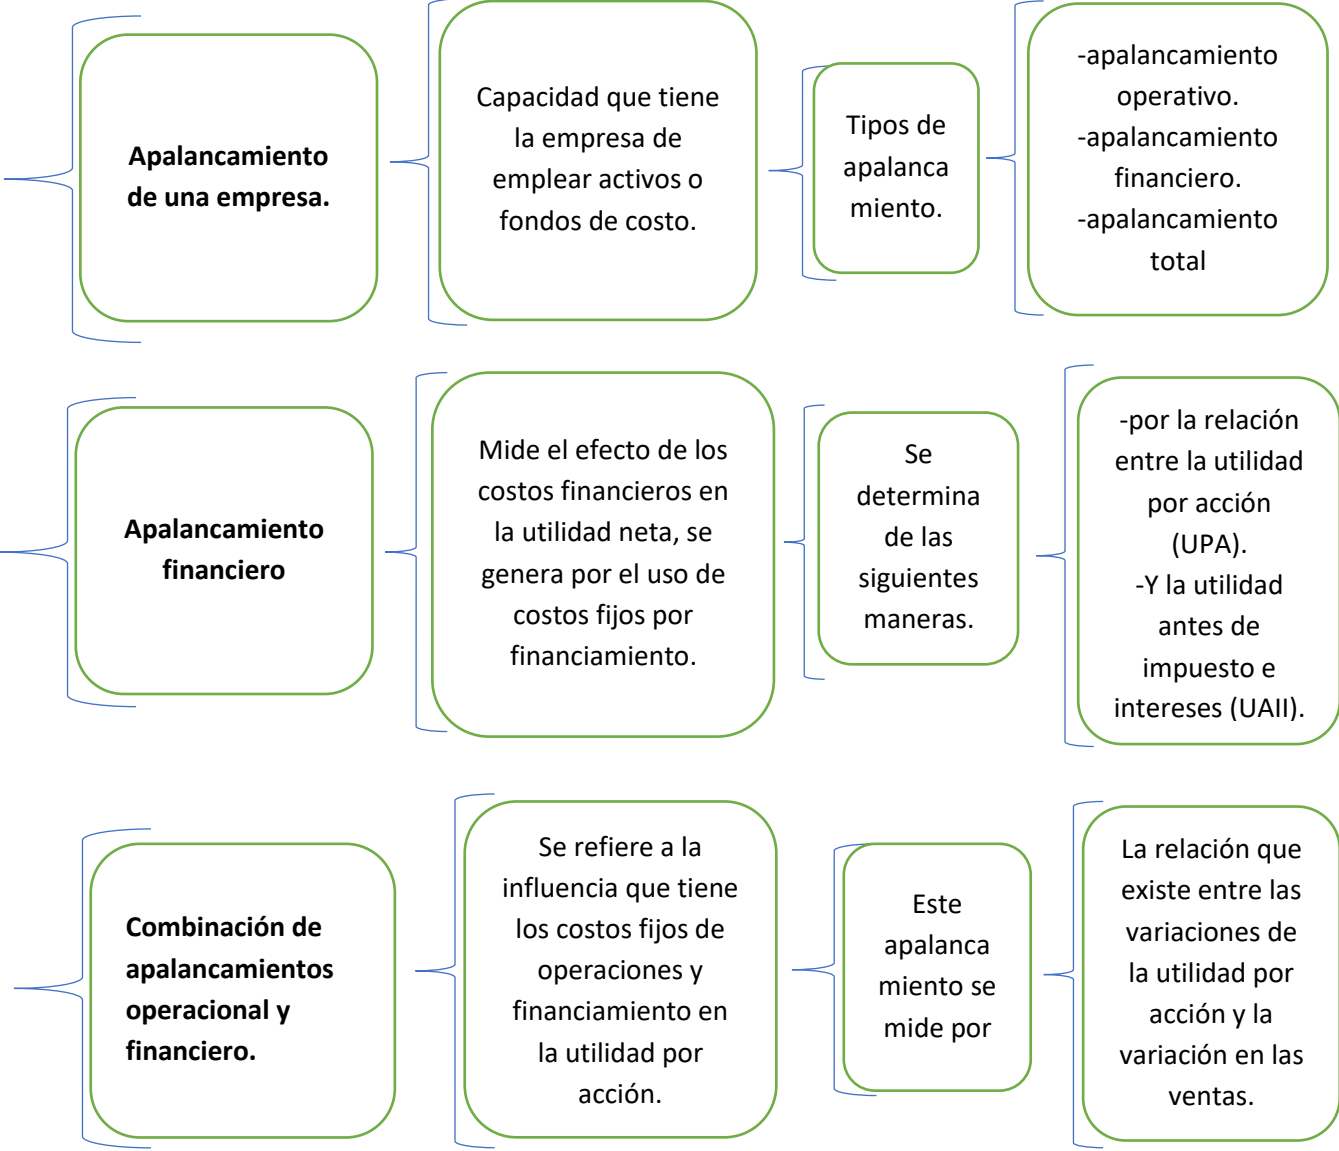 Apalancamiento
de una empresa.
Capacidad que tiene
la empresa de
emplear activos o
fondos de costo.
Tipos de
apalanca
miento.
-apalancamiento
operativo.
-apalancamiento
financiero.
-apalancamiento
total
Apalancamiento
financiero
Mide el efecto de los
costos financieros en
la utilidad neta, se
genera por el uso de
costos fijos por
financiamiento.
Se
determina
de las
siguientes
maneras.
-por la relación
entre la utilidad
por acción
(UPA).
-Y la utilidad
antes de
impuesto e
intereses (UAII).
Combinación de
apalancamientos
operacional y
financiero.
Se refiere a la
influencia que tiene
los costos fijos de
operaciones y
financiamiento en
la utilidad por
acción.
Este
apalanca
miento se
mide por
La relación que
existe entre las
variaciones de
la utilidad por
acción y la
variación en las
ventas.